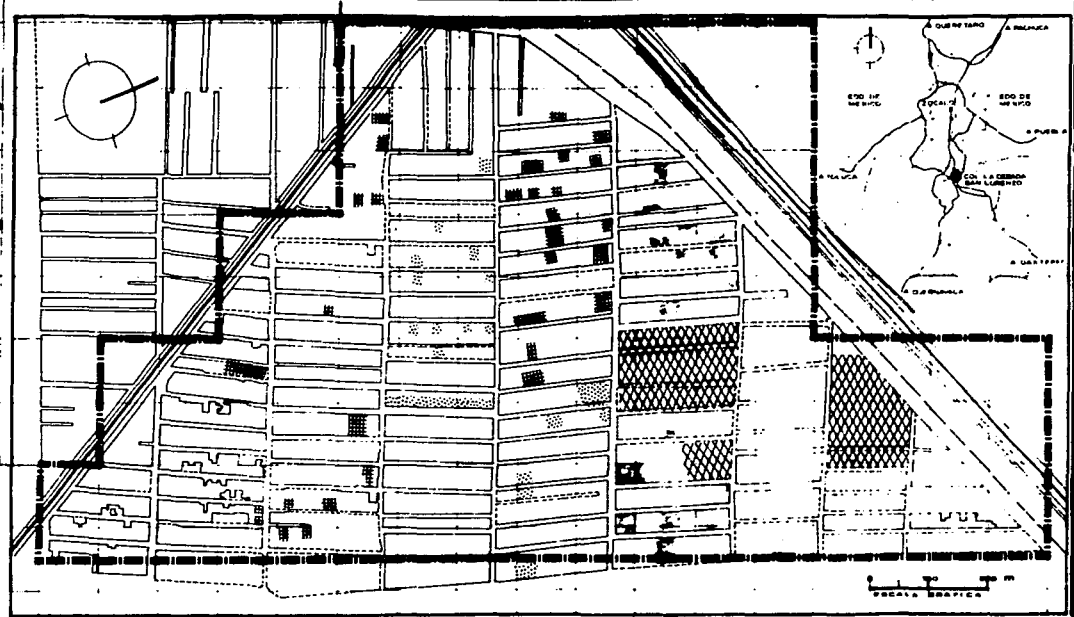 A QUERETARO
A PACHUCA
EDO DE
MEXICO
ZOCALO
EDO DE
MEXICO
A PUEBLA
A TOLUCA
COL LA CEBADA
SAN LORENZO
A CUERNAVACA
0
m
ESCALA GRAFICA